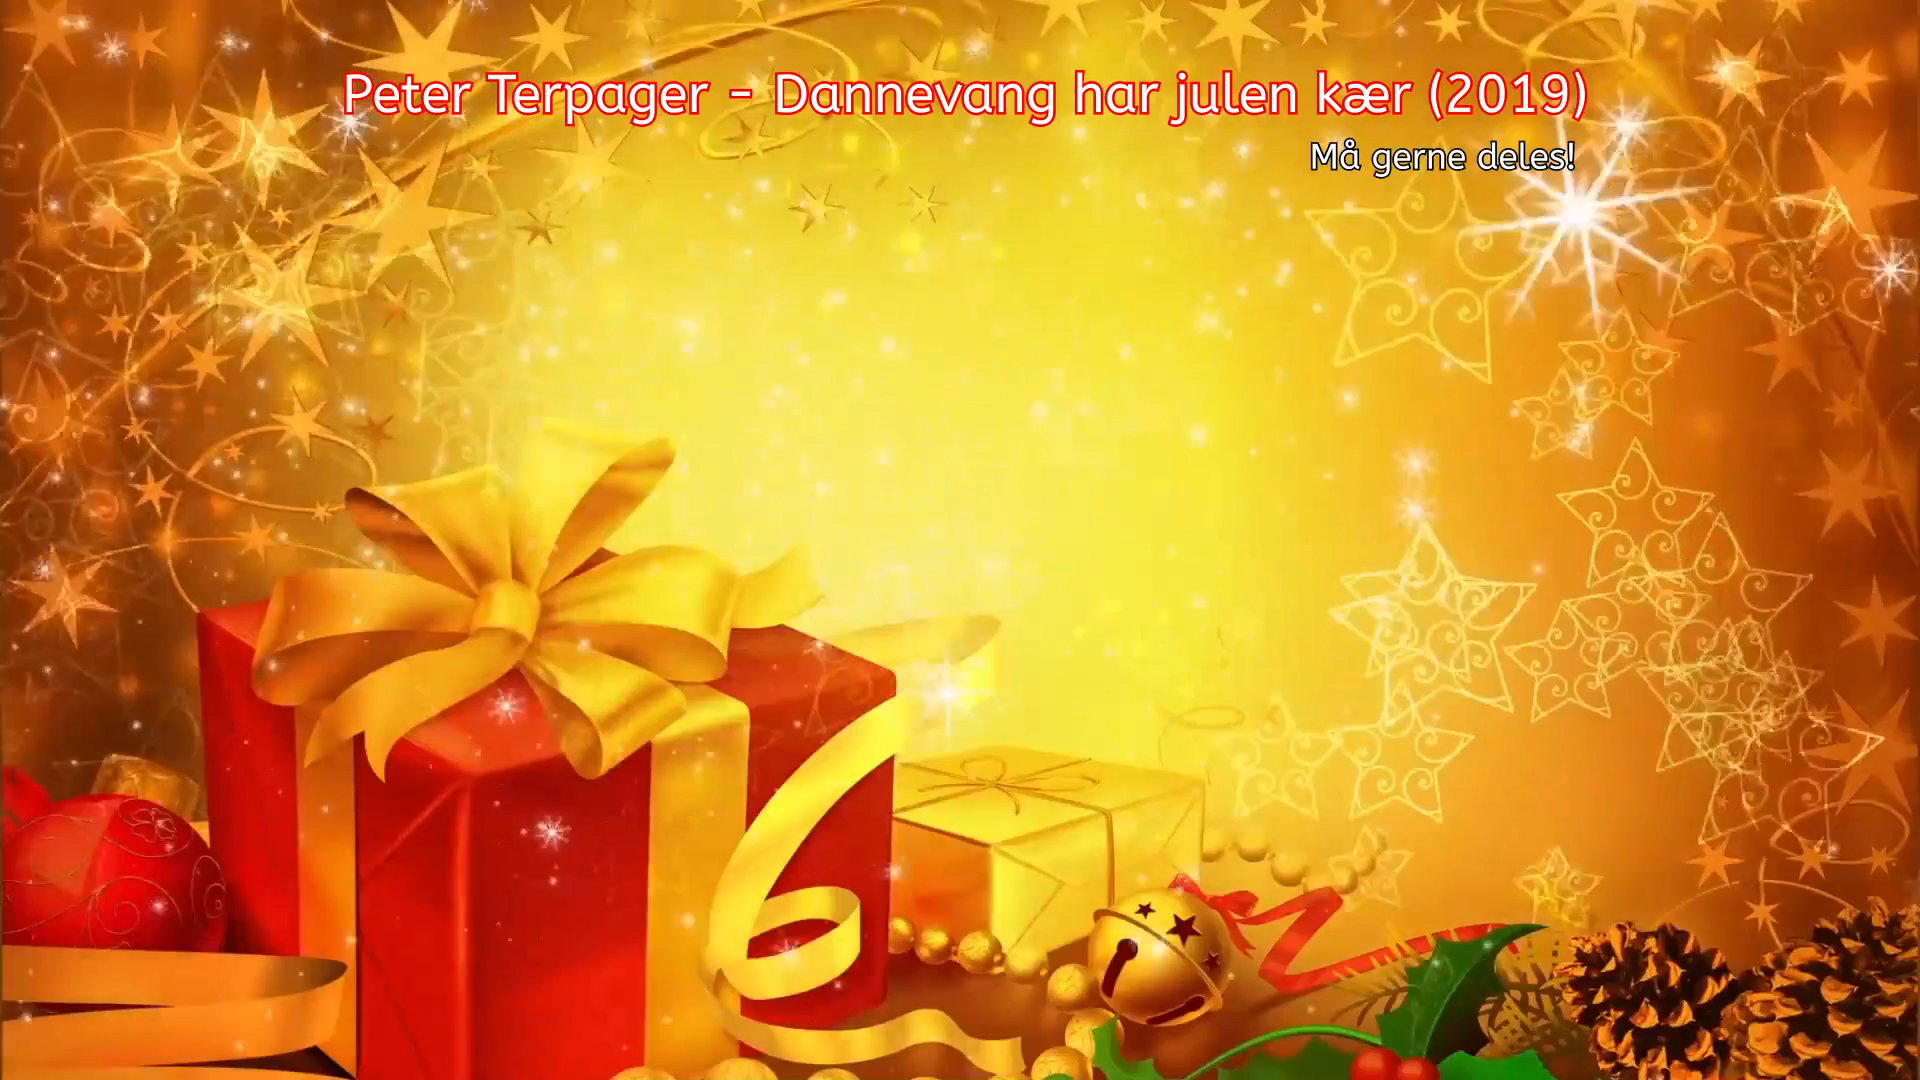 Peter Terpager - Dannevang har julen kær (2019)
Må gerne deles!